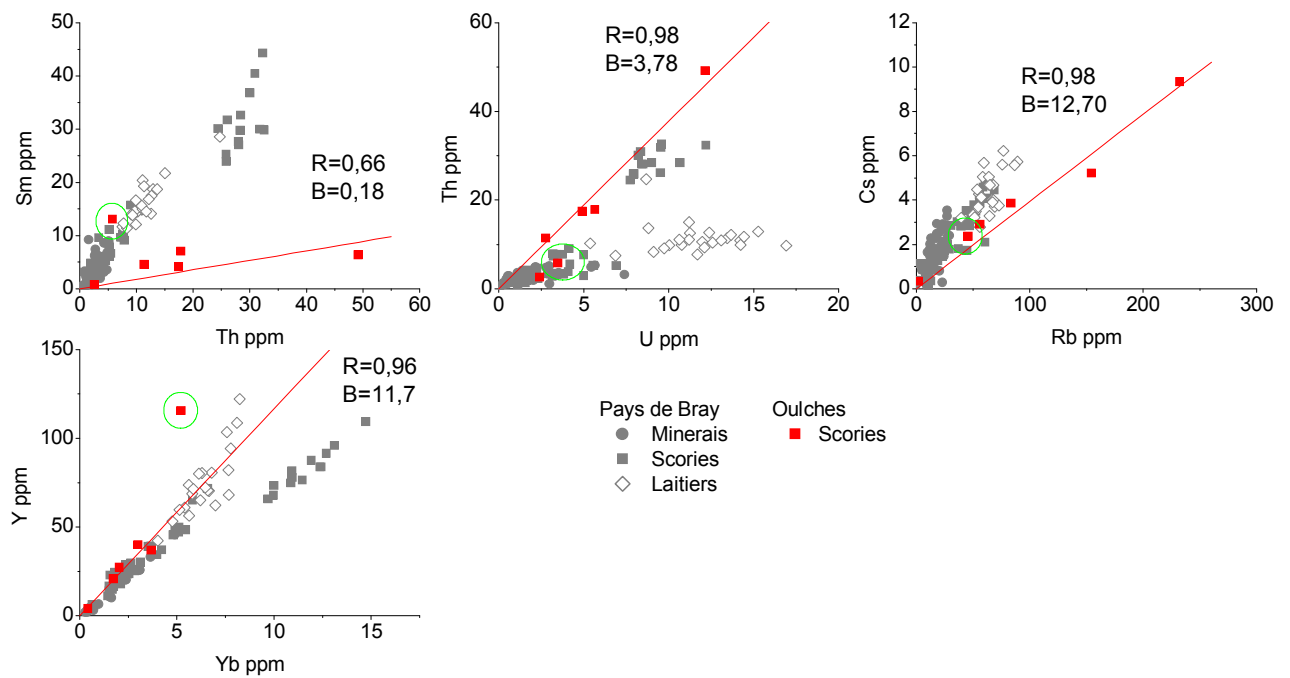 50
40
30
20
10
0
Sm ppm
R=0,66
B=0,18
0 10 20 30 40 50 60
Th ppm
60
40
20
0
Th ppm
R=0,98
B=3,78
0 5 10 15 20
U ppm
12
10
8
6
4
2
0
Cs ppm
R=0,98
B=12,70
0 100 200 300
Rb ppm
150
100
50
0
Y ppm
R=0,96
B=11,7
0 5 10 15
Yb ppm
Pays de Bray Oulches
Minerais Scories
Scories
Laitiers